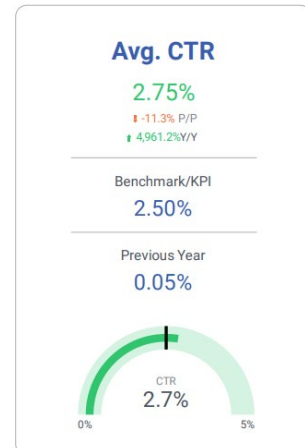 Avg. CTR
2.75%
⬇ -11.3% P/P
⬆ 4,961.2%Y/Y
Benchmark/KPI
2.50%
Previous Year
0.05%
CTR
2.7%
0% 5%